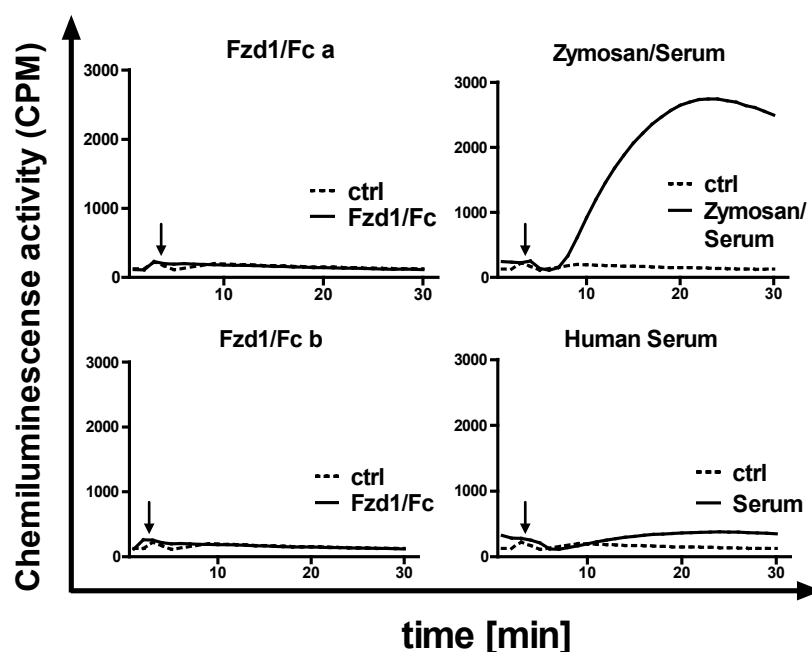 Chemiluminescense activity (CPM)
Fzd1/Fc a
3000
2000
1000
0
10
20
30
ctrl
Fzd1/Fc
Zymosan/Serum
3000
2000
1000
0
10
20
30
ctrl
Zymosan/
Serum
Fzd1/Fc b
3000
2000
1000
0
10
20
30
ctrl
Fzd1/Fc
Human Serum
3000
2000
1000
0
10
20
30
ctrl
Serum
time [min]